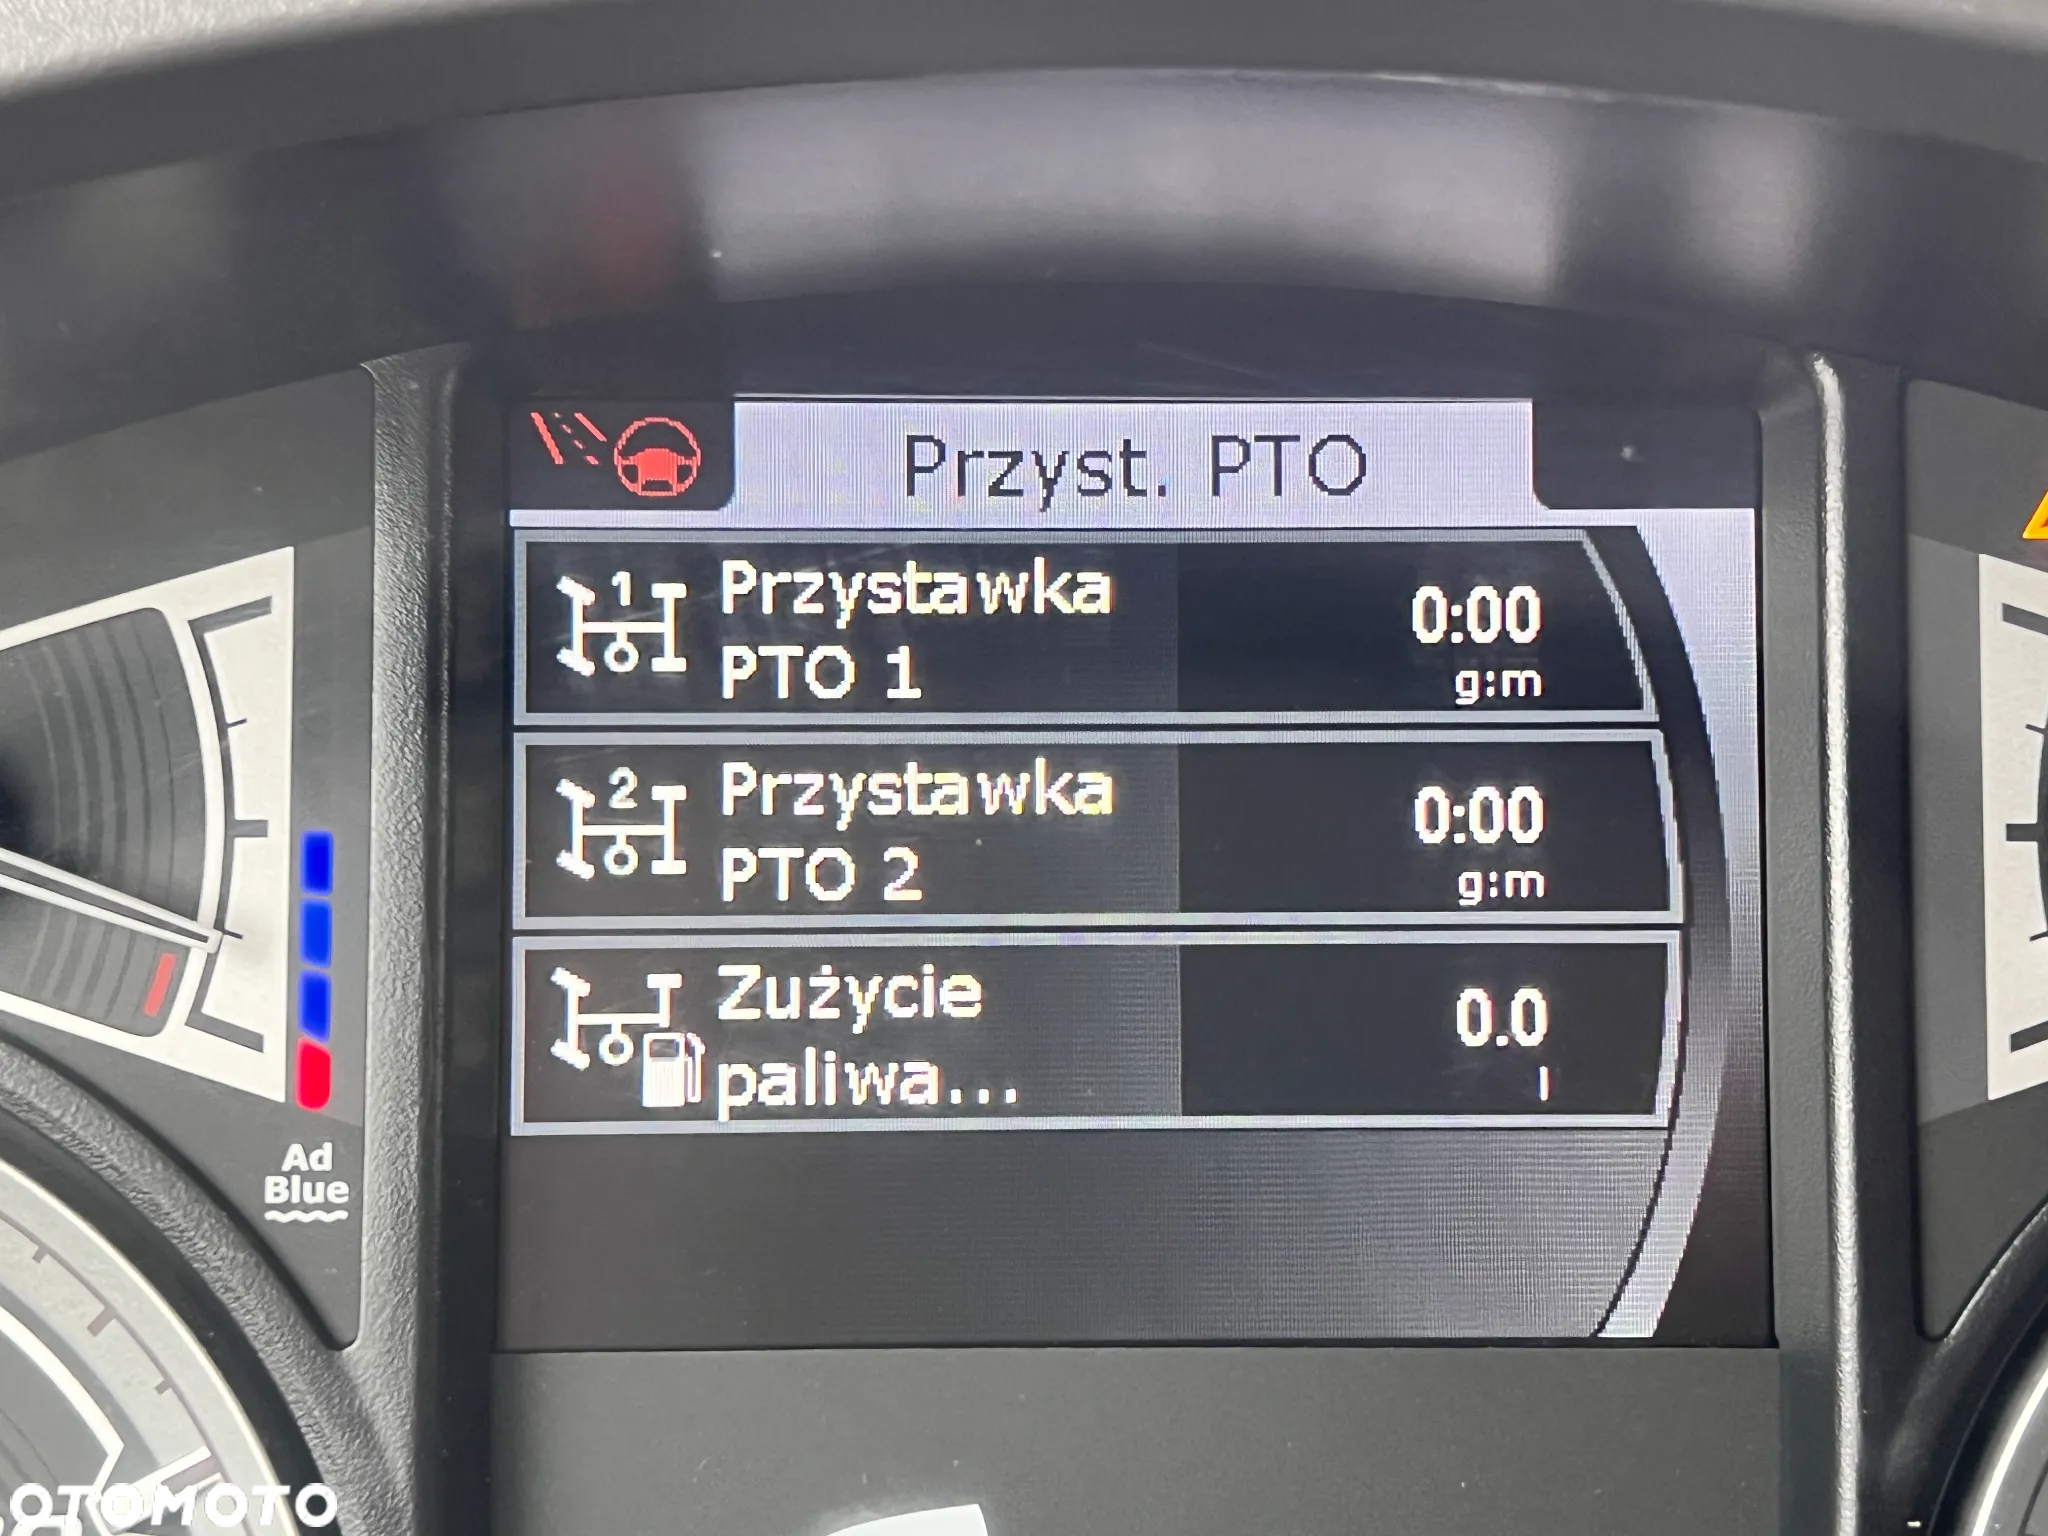 Przyst. PTO
1
Przystawka
PTO 1
0:00
g:m
2
Przystawka
PTO 2
0:00
g:m
Zużycie
paliwa...
0.0
l
Ad
Blue
OTOMOTO